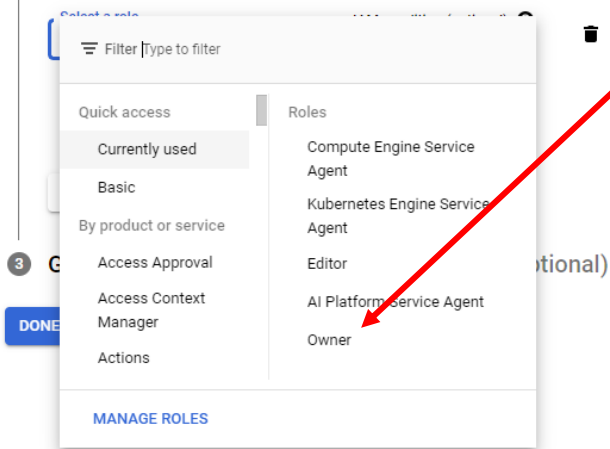 Select a role
Filter Type to filter
Quick access
Currently used
Basic
By product or service
Access Approval
Access Context
Manager
Actions
Roles
Compute Engine Service
Agent
Kubernetes Engine Service
Agent
Editor
AI Platform Service Agent
Owner
MANAGE ROLES
3 G
DONE